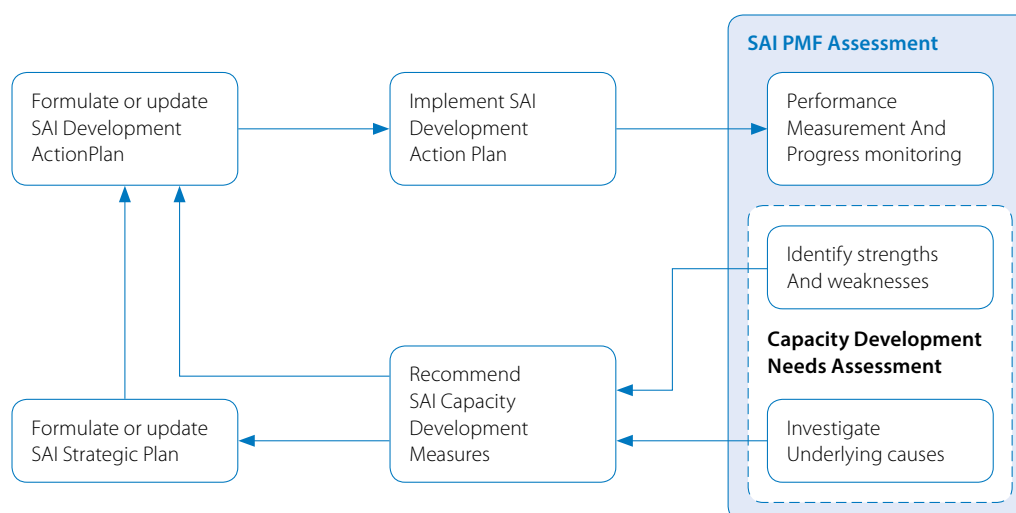 SAI PMF Assessment
Formulate or update
SAI Development
ActionPlan
Implement SAI
Development
Action Plan
Performance
Measurement And
Progress monitoring
Identify strengths
And weaknesses
Capacity Development
Needs Assessment
Recommend
SAI Capacity
Development
Measures
Formulate or update
SAI Strategic Plan
Investigate
Underlying causes